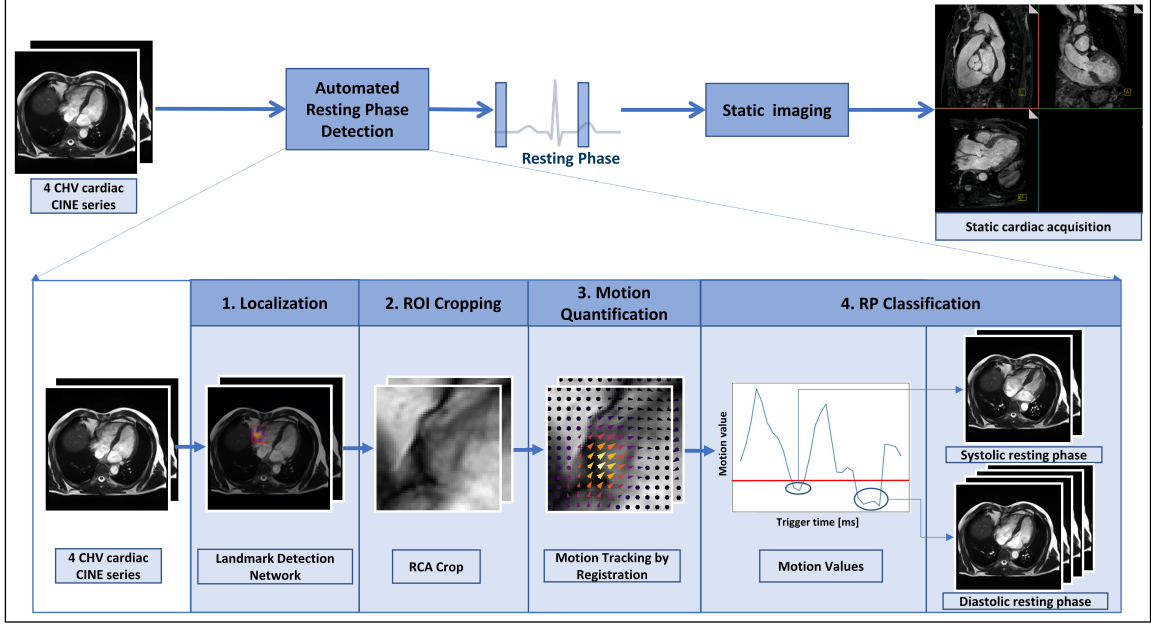 Automated
Resting Phase
Detection
Static imaging
Resting Phase
4 CHV cardiac
CINE series
Static cardiac acquisition
1. Localization
2. ROI Cropping
3. Motion
Quantification
4. RP Classification
Motion value
Trigger time [ms]
Systolic resting phase
4 CHV cardiac
CINE series
Landmark Detection
Network
RCA Crop
Motion Tracking by
Registration
Motion Values
Diastolic resting phase